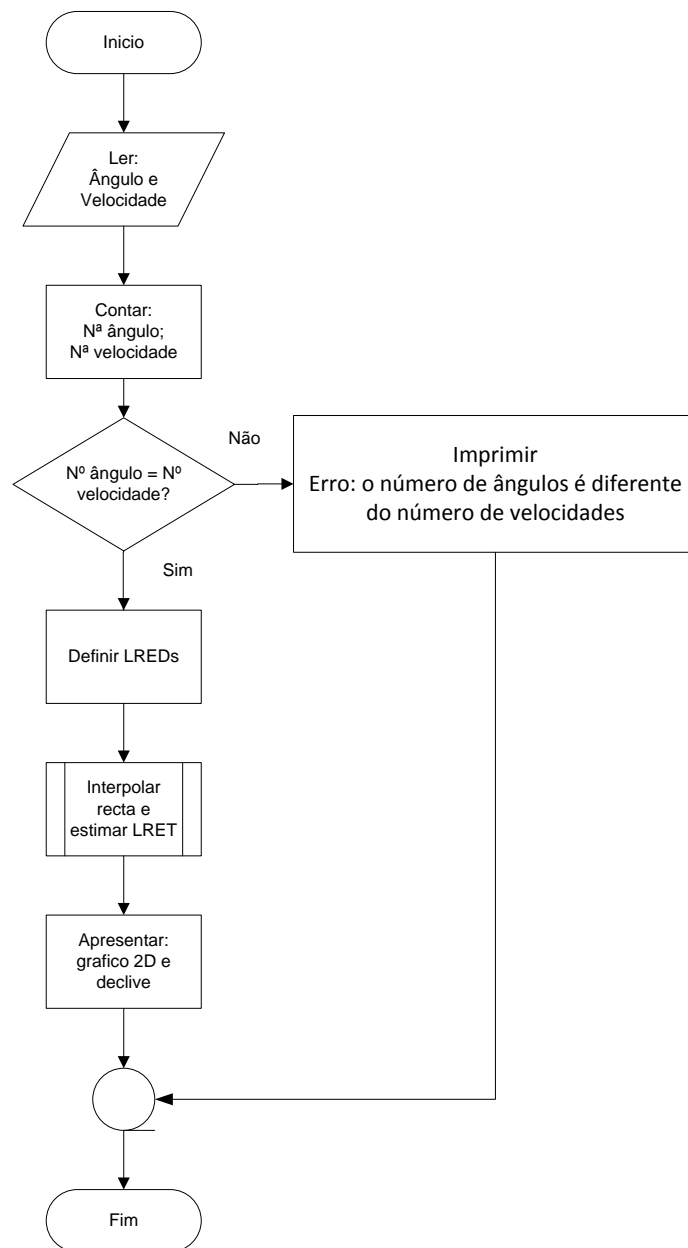 Inicio
Ler:
Ângulo e
Velocidade
Contar:
Nª ângulo;
Nª velocidade
Nº ângulo = Nº
velocidade?
Não
Imprimir
Erro: o número de ângulos é diferente
do número de velocidades
Sim
Definir LREDs
Interpolar
recta e
estimar LRET
Apresentar:
grafico 2D e
declive
Fim